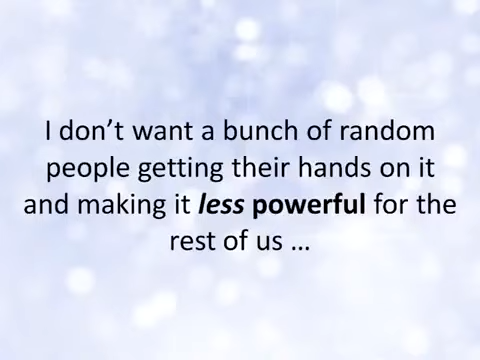 I don’t want a bunch of random
people getting their hands on it
and making it less powerful for the
rest of us …